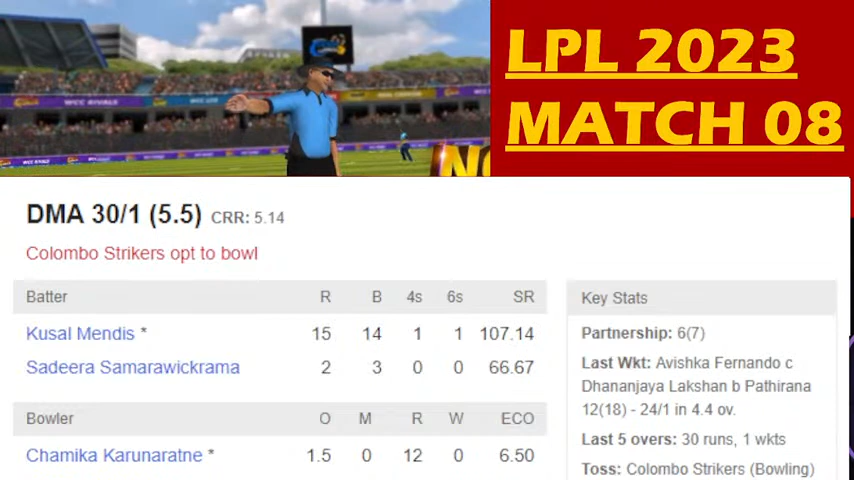 LPL 2023
MATCH 08
WCC RIVALS
NO
DMA 30/1 (5.5) CRR: 5.14
Colombo Strikers opt to bowl
Batter R B 4s 6s SR
Kusal Mendis * 15 14 1 1 107.14
Sadeera Samarawickrama 2 3 0 0 66.67
Bowler O M R W ECO
Chamika Karunaratne * 1.5 0 12 0 6.50
Key Stats
Partnership: 6(7)
Last Wkt: Avishka Fernando c
Dhananjaya Lakshan b Pathirana
12(18) - 24/1 in 4.4 ov.
Last 5 overs: 30 runs, 1 wkts
Toss: Colombo Strikers (Bowling)